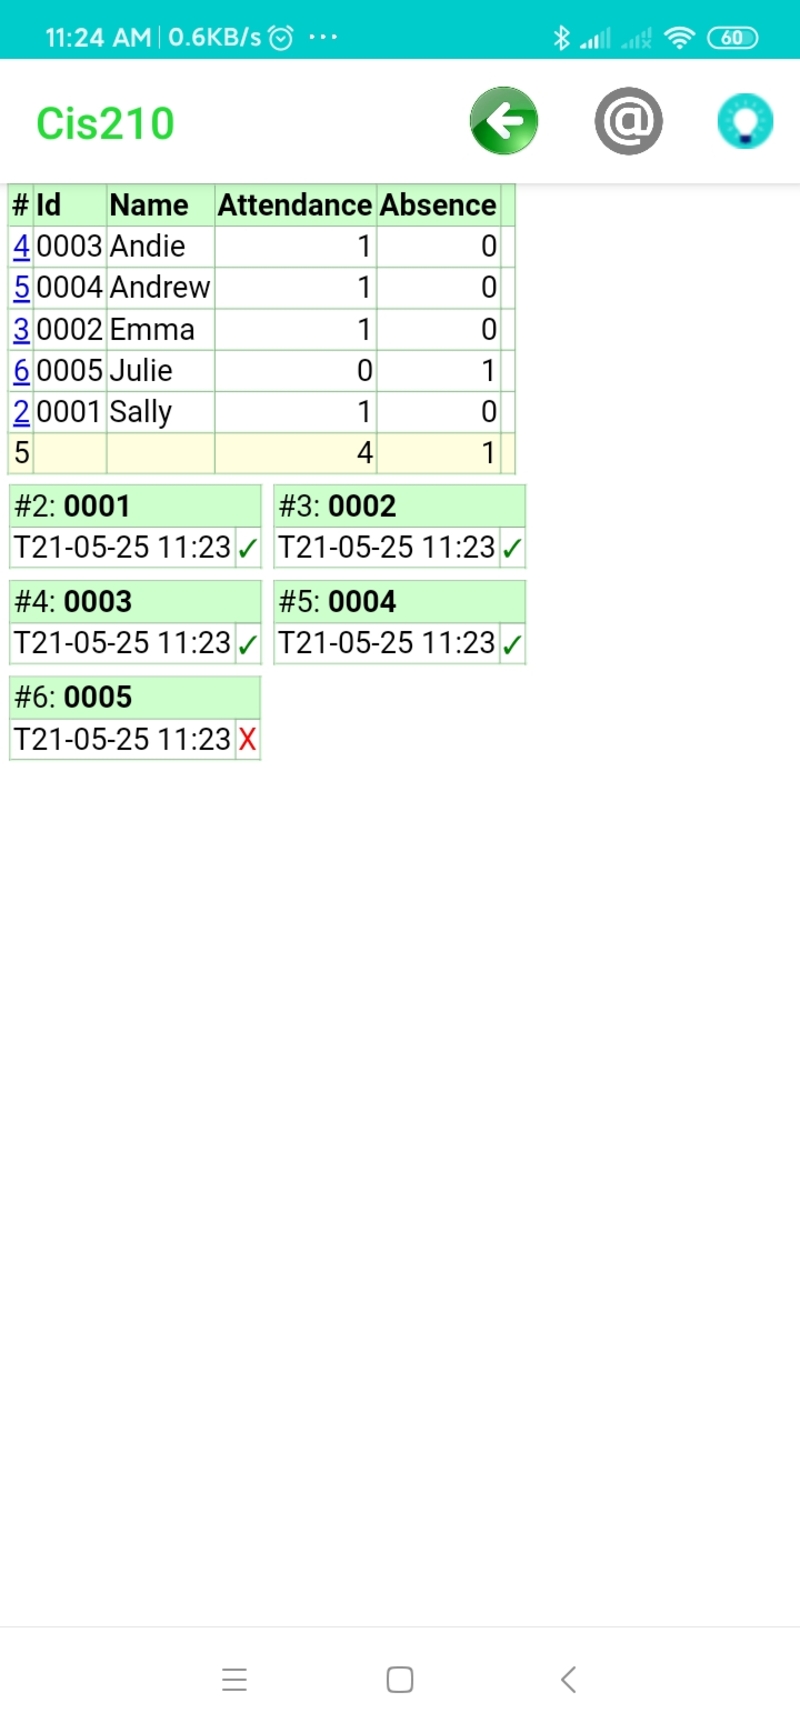 11:24 AM | 0.6KB/s ... 60
Cis210 @
# Id Name Attendance Absence
4 0003 Andie 1 0
5 0004 Andrew 1 0
3 0002 Emma 1 0
6 0005 Julie 0 1
2 0001 Sally 1 0
5 4 1
#2: 0001 #3: 0002
T21-05-25 11:23 ✓ T21-05-25 11:23 ✓
#4: 0003 #5: 0004
T21-05-25 11:23 ✓ T21-05-25 11:23 ✓
#6: 0005
T21-05-25 11:23 X